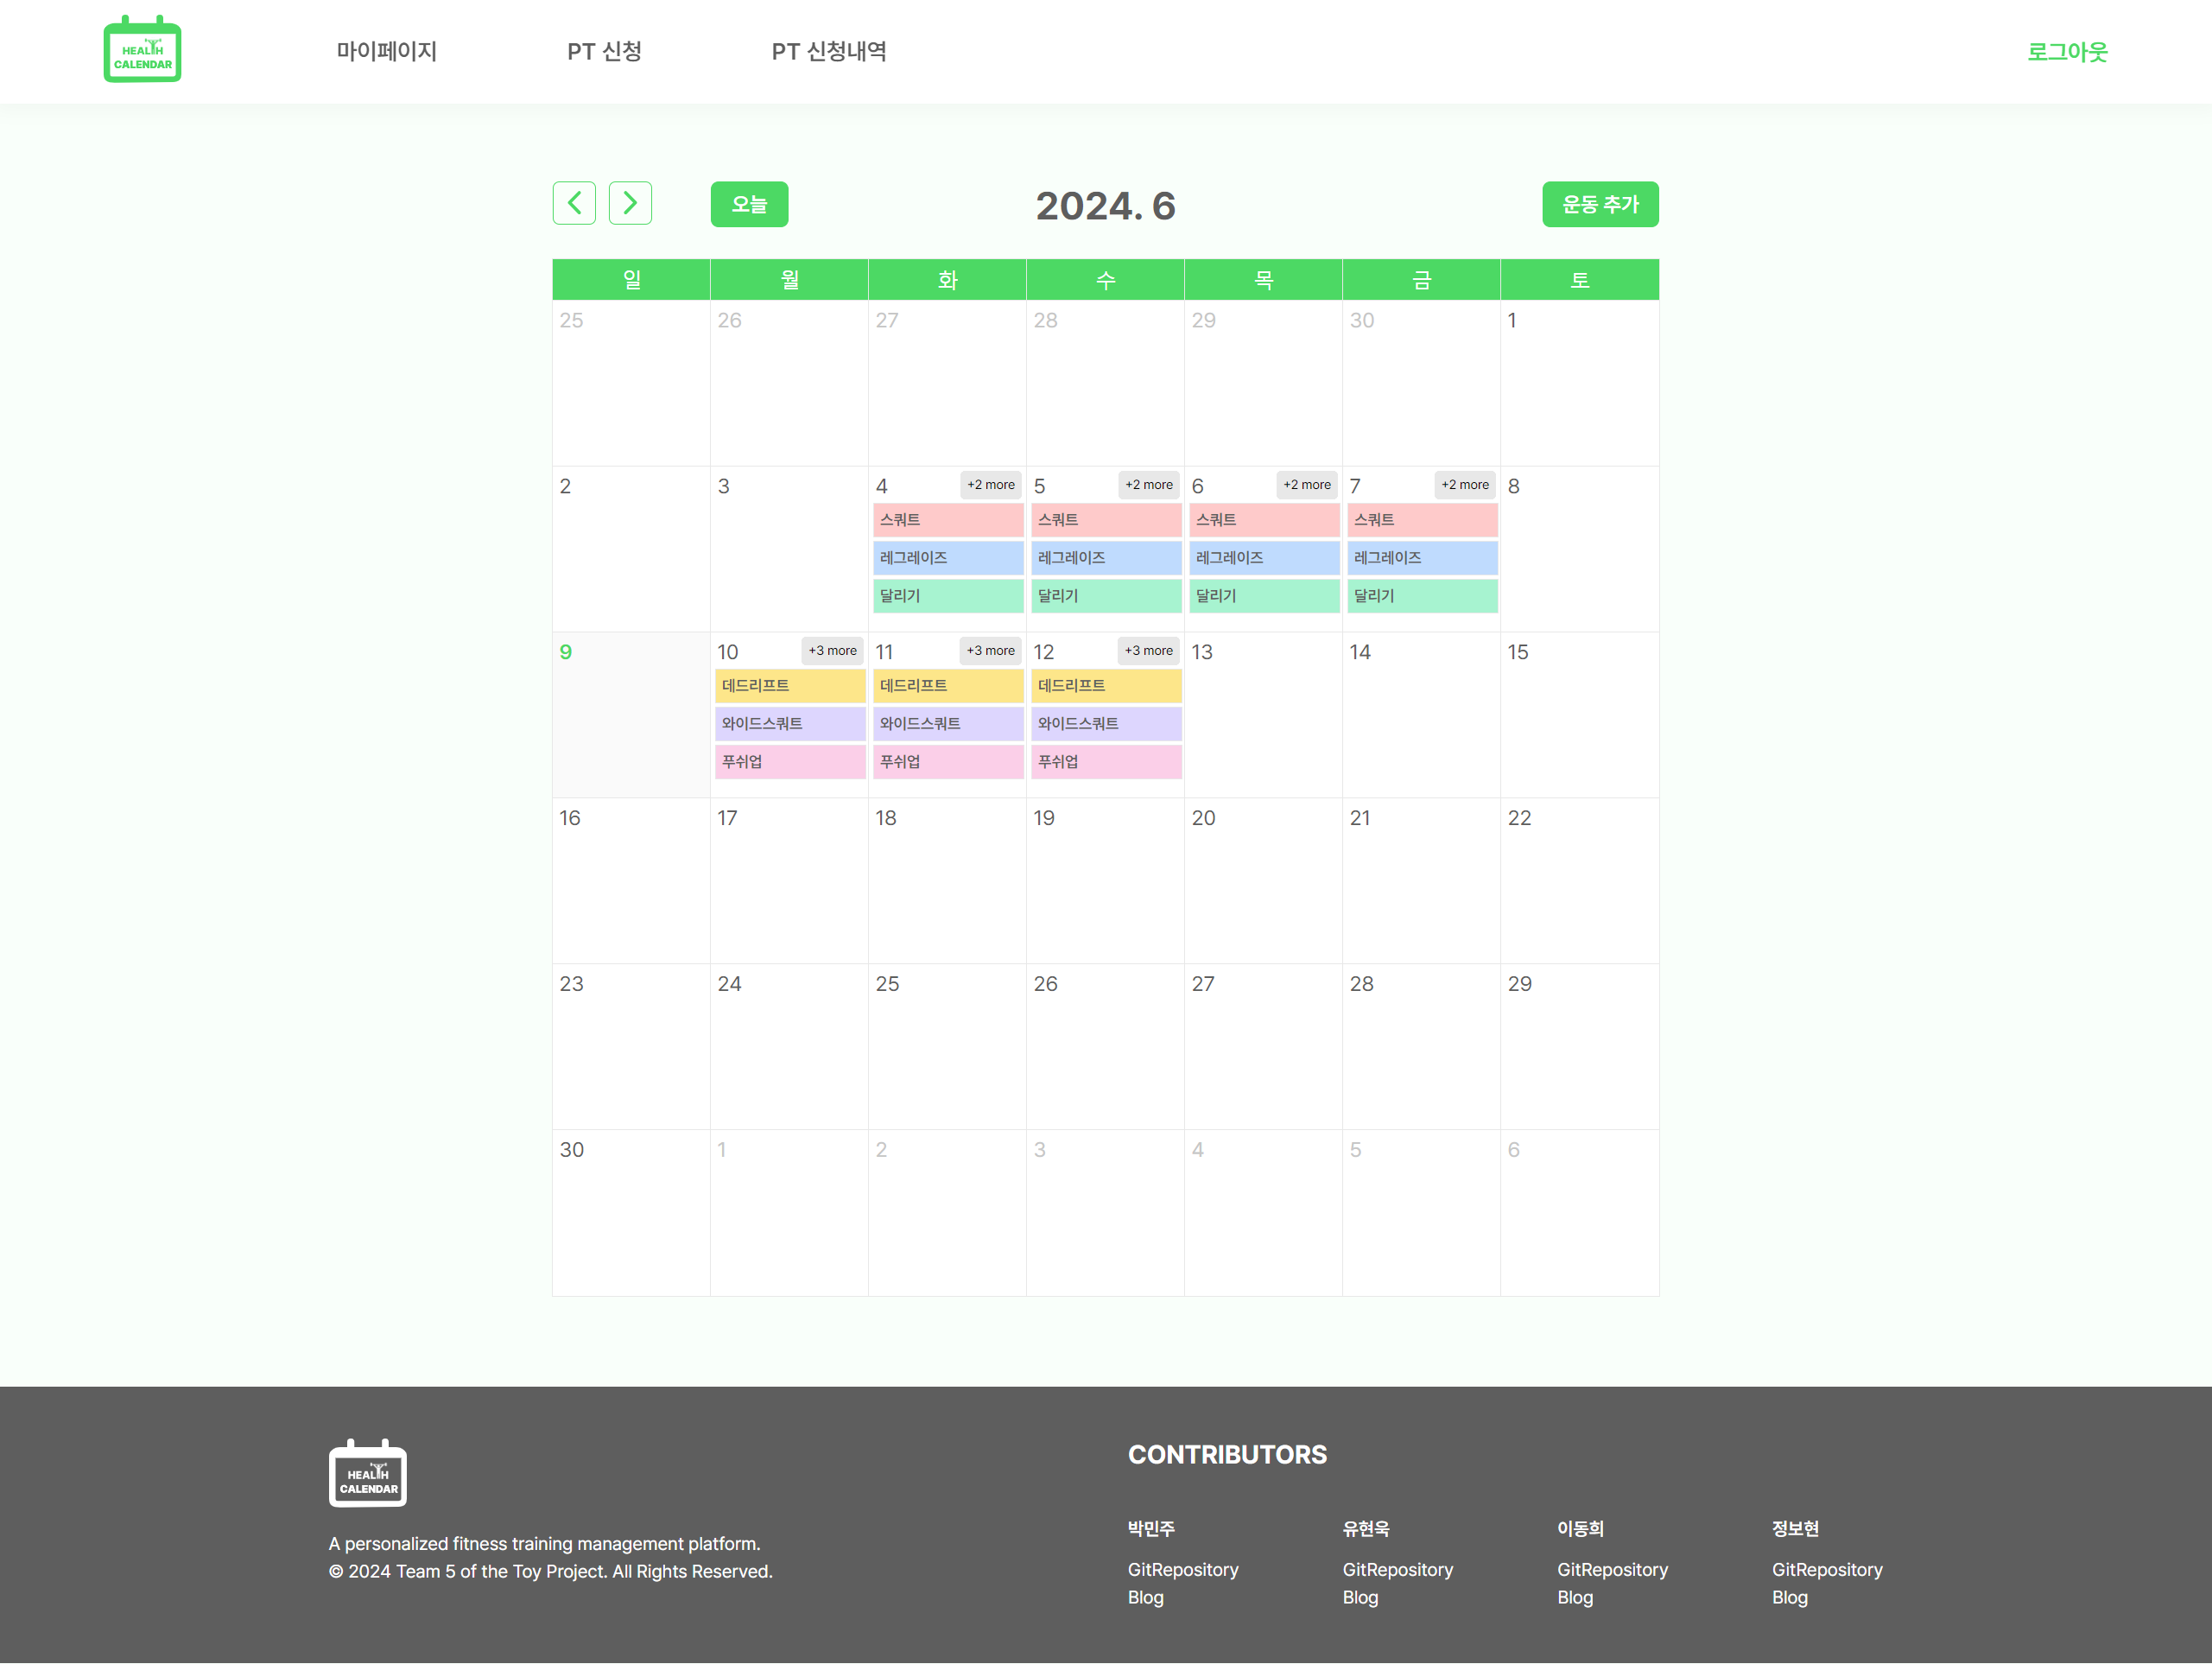 HEALTH
CALENDAR
마이페이지 PT 신청 PT 신청내역 로그아웃
오늘 2024. 6 운동 추가
일 월 화 수 목 금 토
25 26 27 28 29 30 1
2 3 4 +2 more 5 +2 more 6 +2 more 7 +2 more 8
스쿼트 스쿼트 스쿼트 스쿼트
레그레이즈 레그레이즈 레그레이즈 레그레이즈
달리기 달리기 달리기 달리기
9 10 +3 more 11 +3 more 12 +3 more 13 14 15
데드리프트 데드리프트 데드리프트
와이드스쿼트 와이드스쿼트 와이드스쿼트
푸쉬업 푸쉬업 푸쉬업
16 17 18 19 20 21 22
23 24 25 26 27 28 29
30 1 2 3 4 5 6
HEALTH
CALENDAR
A personalized fitness training management platform.
© 2024 Team 5 of the Toy Project. All Rights Reserved.
CONTRIBUTORS
박민주 유현욱 이동희 정보현
GitRepository GitRepository GitRepository GitRepository
Blog Blog Blog Blog